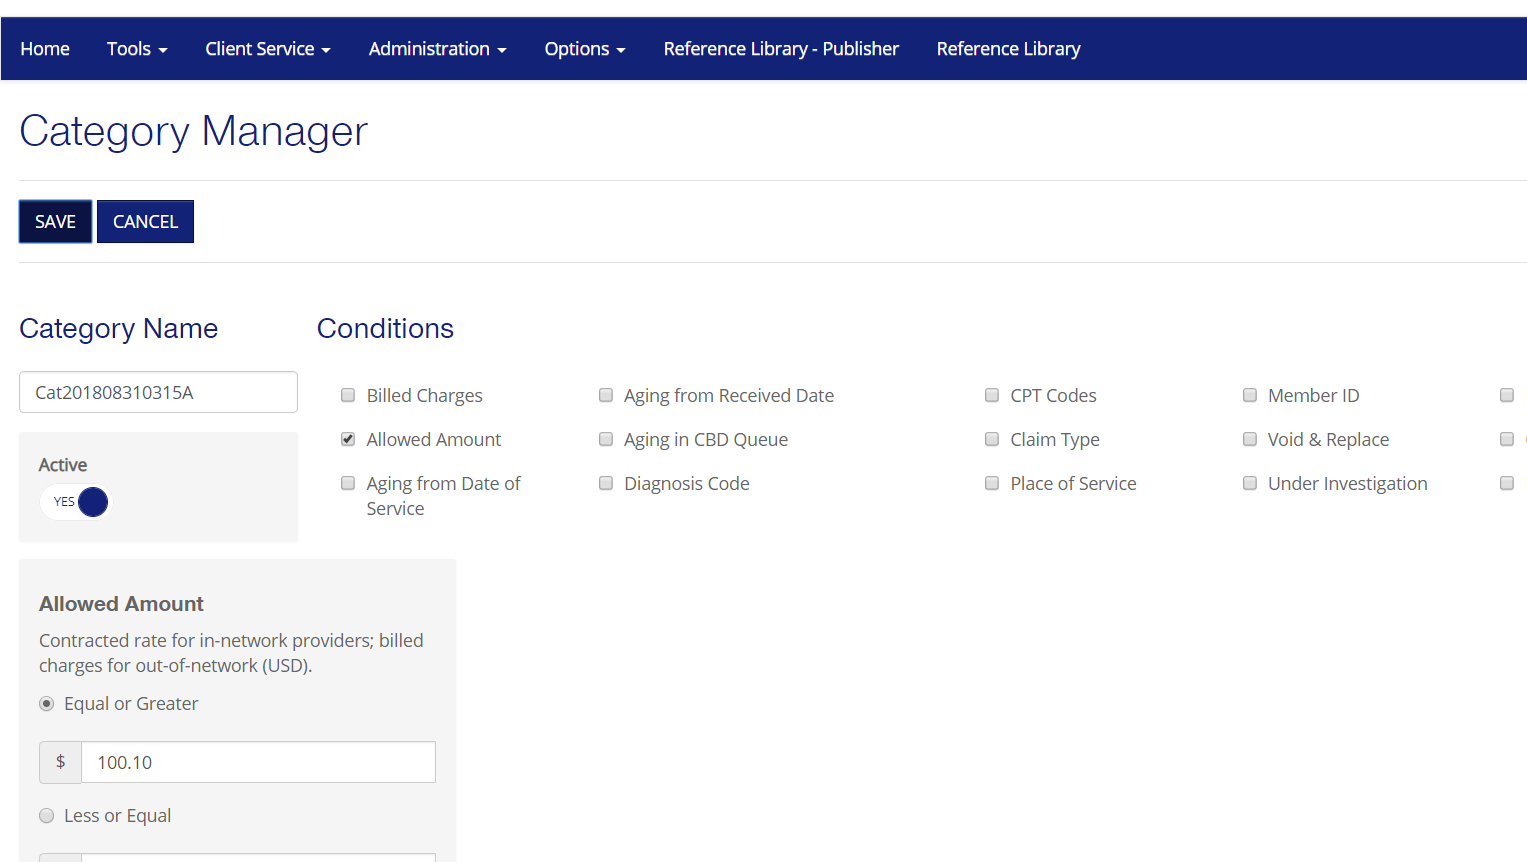 Home Tools Client Service Administration Options Reference Library - Publisher Reference Library
Category Manager
SAVE CANCEL
Category Name
Conditions
Cat201808310315A
Active
YES
Billed Charges
Allowed Amount
Aging from Date of
Service
Aging from Received Date
Aging in CBD Queue
Diagnosis Code
CPT Codes
Claim Type
Place of Service
Member ID
Void & Replace
Under Investigation
Allowed Amount
Contracted rate for in-network providers; billed
charges for out-of-network (USD).
Equal or Greater
$ 100.10
Less or Equal